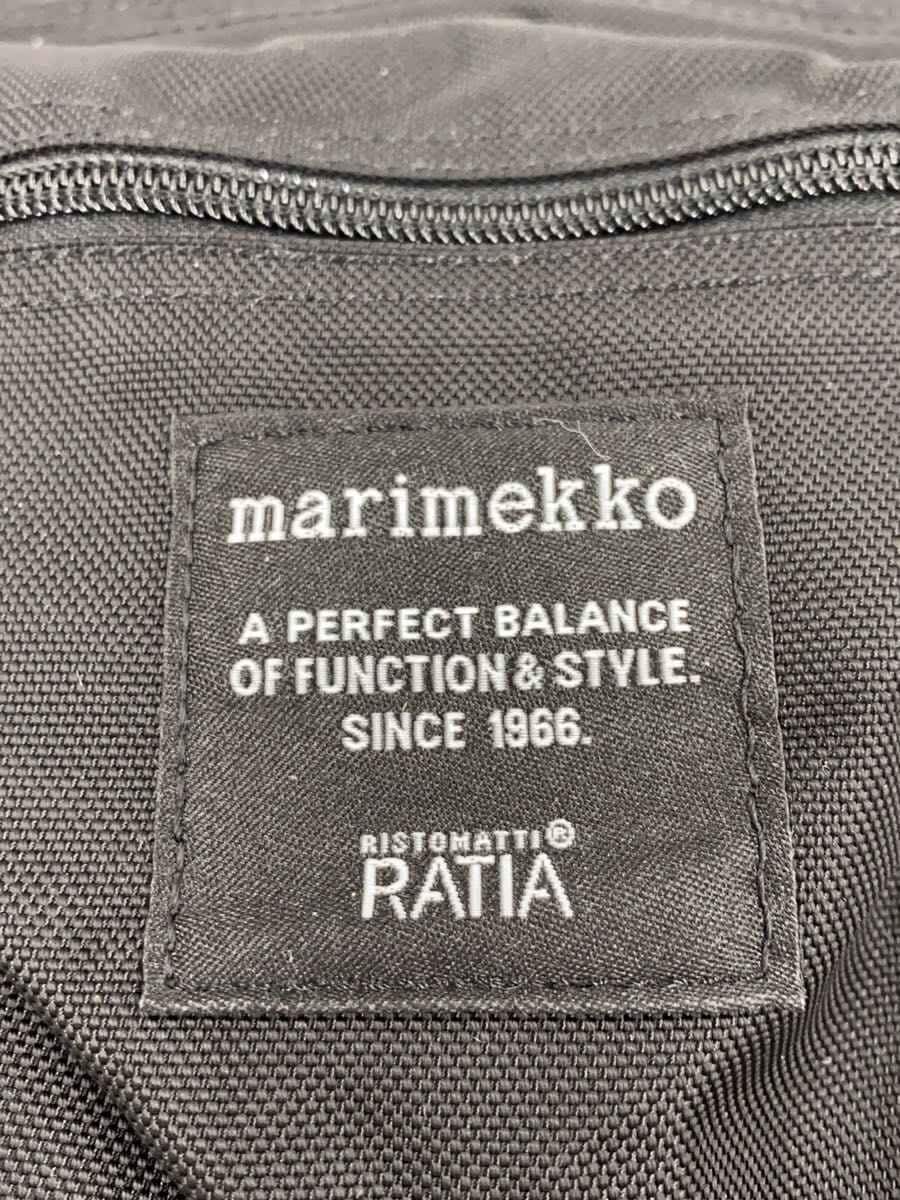 marimekko
A PERFECT BALANCE
OF FUNCTION & STYLE.
SINCE 1966.
RISTOMATTI®
RATIA